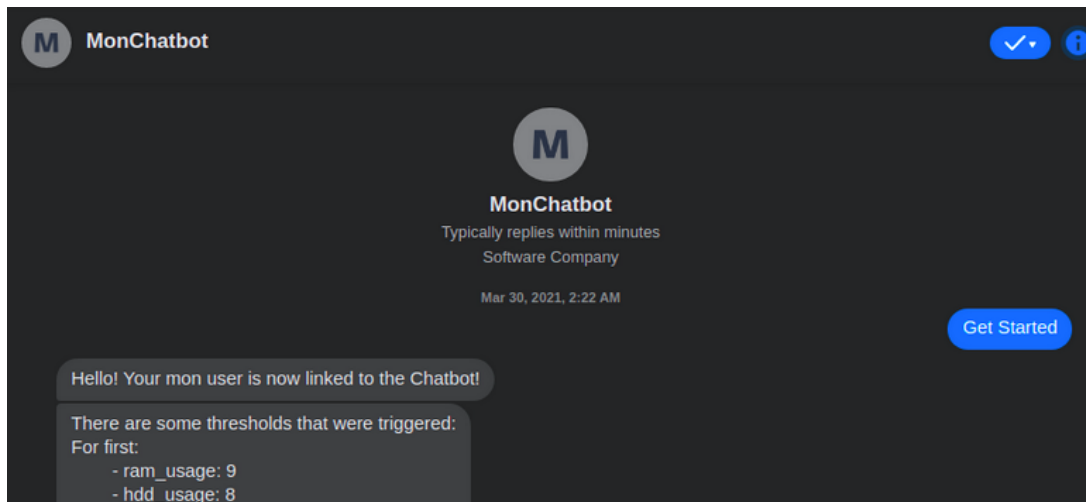 M MonChatbot
M
MonChatbot
Typically replies within minutes
Software Company
Mar 30, 2021, 2:22 AM
Get Started
Hello! Your mon user is now linked to the Chatbot!
There are some thresholds that were triggered:
For first:
- ram_usage: 9
- hdd_usage: 8